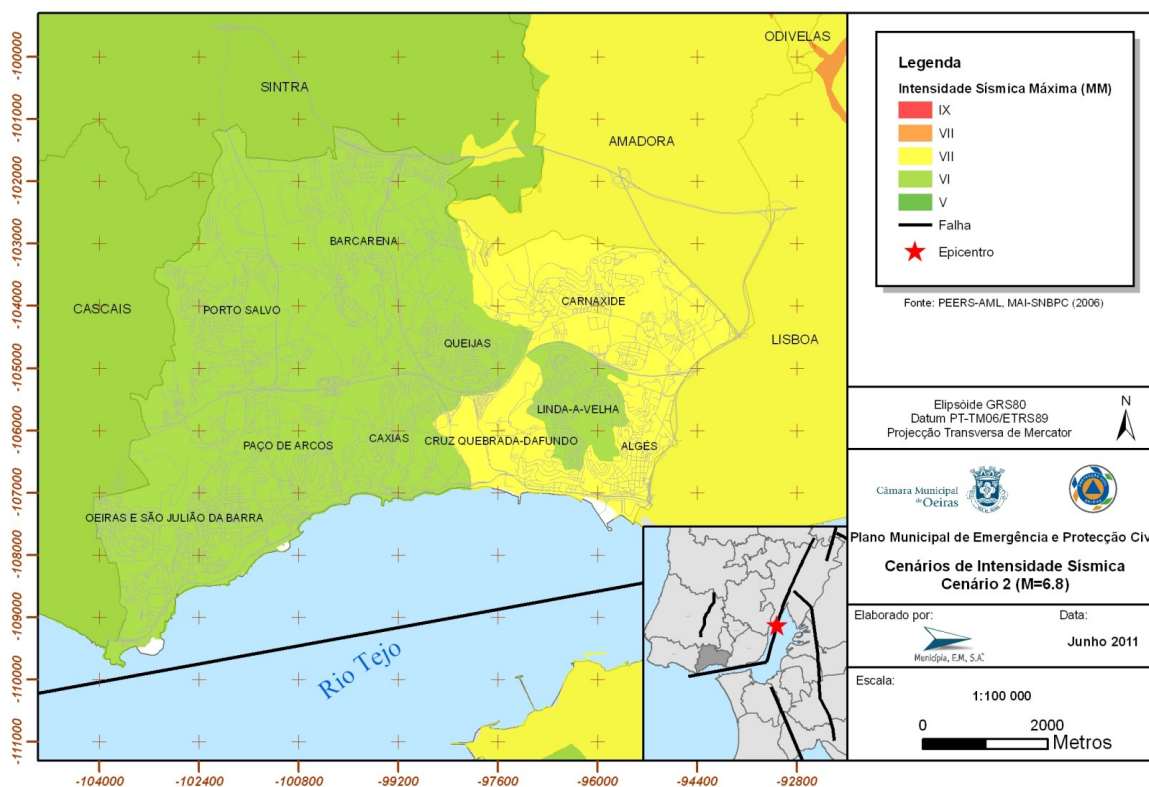 -100000
-101000
-102000
-103000
-104000
-105000
-106000
-107000
-108000
-109000
-110000
-111000
ODIVELAS
SINTRA
AMADORA
BARCARENA
CASCAIS
PORTO SALVO
CARNAXIDE
LISBOA
QUEIJAS
LINDA-A-VELHA
PAÇO DE ARCOS
CAXIAS
CRUZ QUEBRADA-DAFUNDO
ALGÉS
OEIRAS E SÃO JULIÃO DA BARRA
Rio Tejo
-104000 -102400 -100800 -99200 -97600 -96000 -94400 -92800
Legenda
Intensidade Sísmica Máxima (MM)
IX
VII
VII
VI
V
Falha
Epicentro
Fonte: PEERS-AML, MAI-SNBPC (2006)
Elipsóide GRS80
Datum PT-TM06/ETRS89
Projecção Transversa de Mercator
N
Câmara Municipal
de Oeiras
Plano Municipal de Emergência e Protecção Civ
Cenários de Intensidade Sísmica
Cenário 2 (M=6.8)
Elaborado por:
Município, E.M., S.A.
Data:
Junho 2011
Escala:
1:100 000
0 2000
Metros